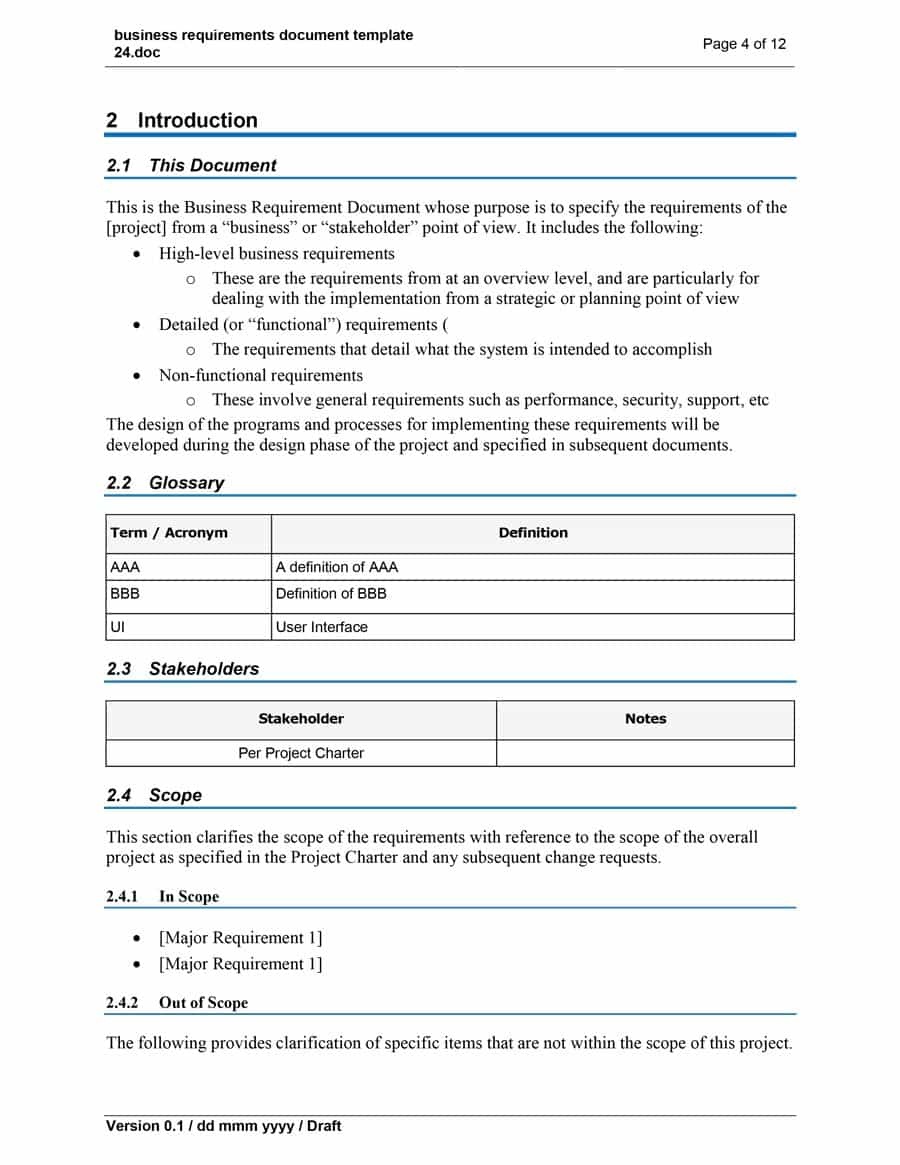 business requirements document template
24.doc
Page 4 of 12
2 Introduction
2.1 This Document
This is the Business Requirement Document whose purpose is to specify the requirements of the
[project] from a “business” or “stakeholder” point of view. It includes the following:
• High-level business requirements
o These are the requirements from at an overview level, and are particularly for
dealing with the implementation from a strategic or planning point of view
• Detailed (or “functional”) requirements (
o The requirements that detail what the system is intended to accomplish
• Non-functional requirements
o These involve general requirements such as performance, security, support, etc
The design of the programs and processes for implementing these requirements will be
developed during the design phase of the project and specified in subsequent documents.
2.2 Glossary
Term / Acronym Definition
AAA A definition of AAA
BBB Definition of BBB
UI User Interface
2.3 Stakeholders
Stakeholder Notes
Per Project Charter
2.4 Scope
This section clarifies the scope of the requirements with reference to the scope of the overall
project as specified in the Project Charter and any subsequent change requests.
2.4.1 In Scope
• [Major Requirement 1]
• [Major Requirement 1]
2.4.2 Out of Scope
The following provides clarification of specific items that are not within the scope of this project.
Version 0.1 / dd mmm yyyy / Draft